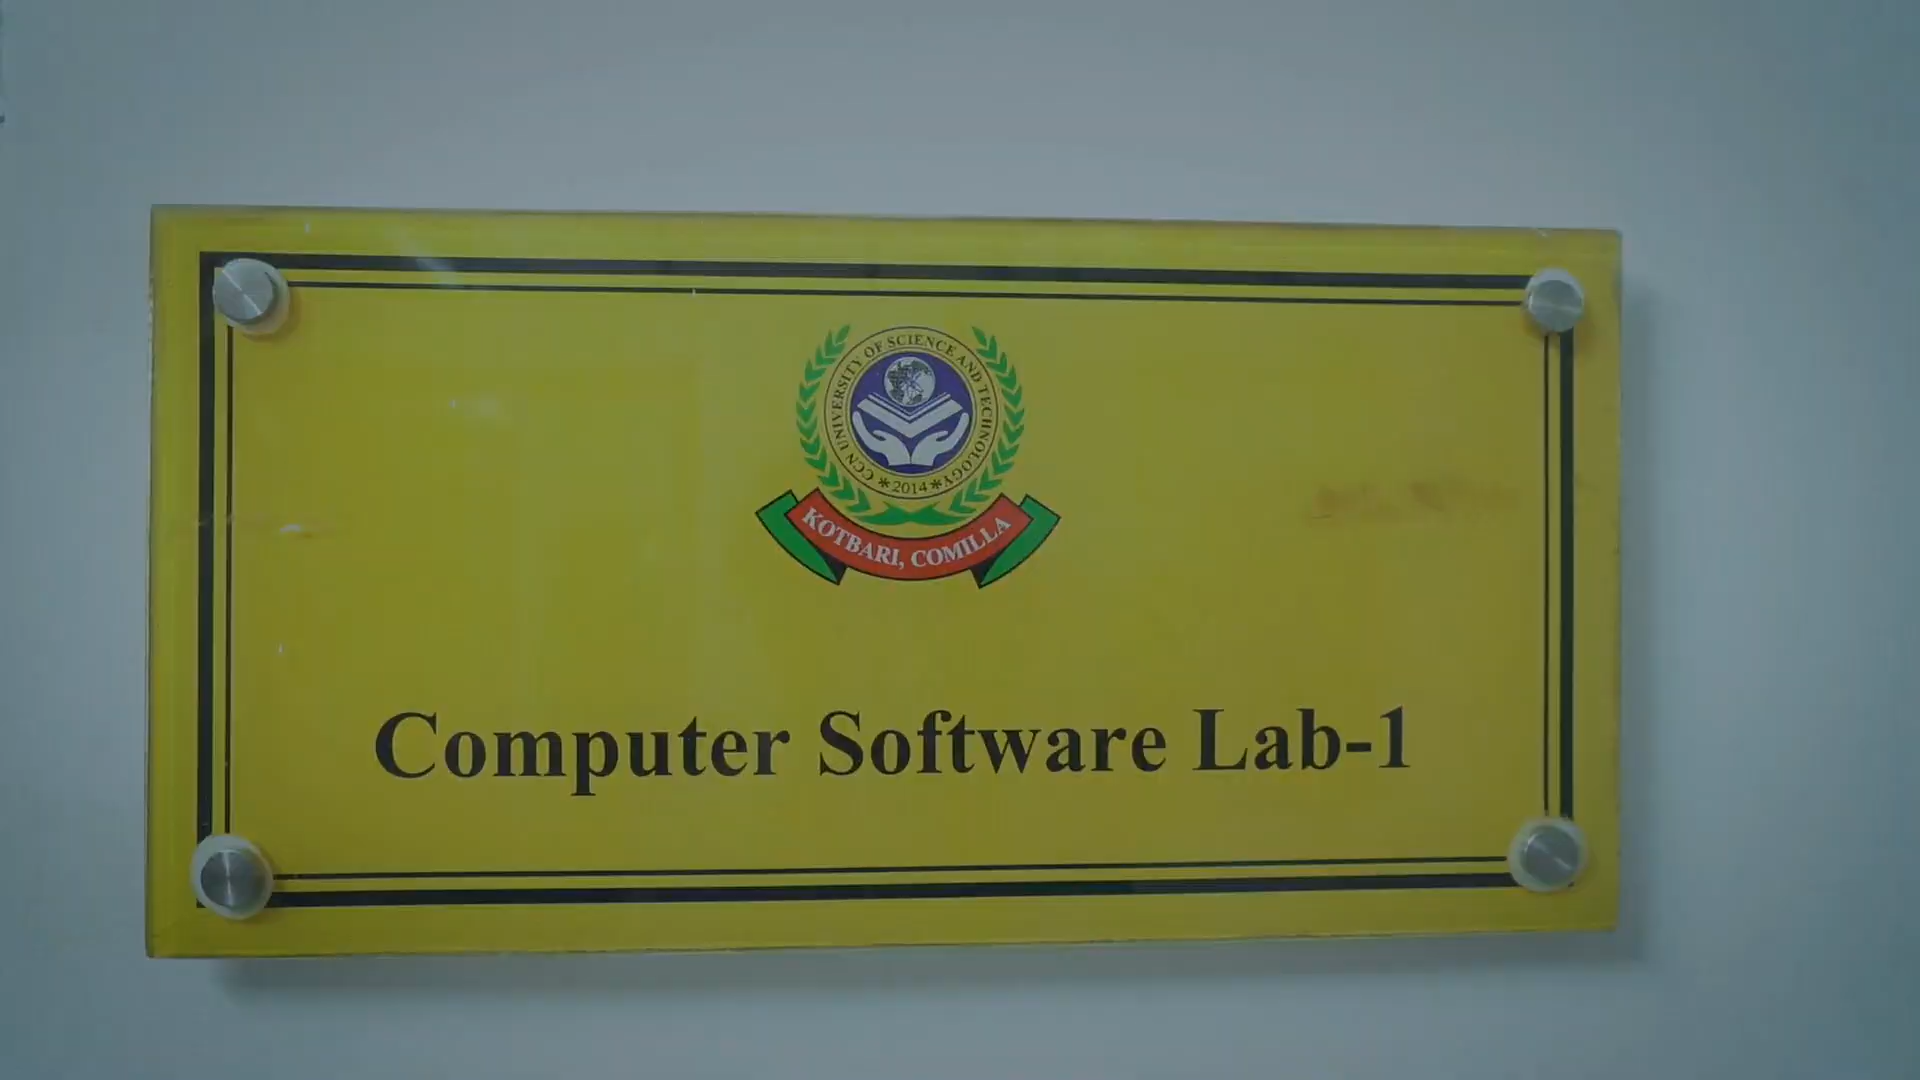 CCN UNIVERSITY OF SCIENCE AND TECHNOLOGY
*2014*
KOTBARI, COMILLA
Computer Software Lab-1